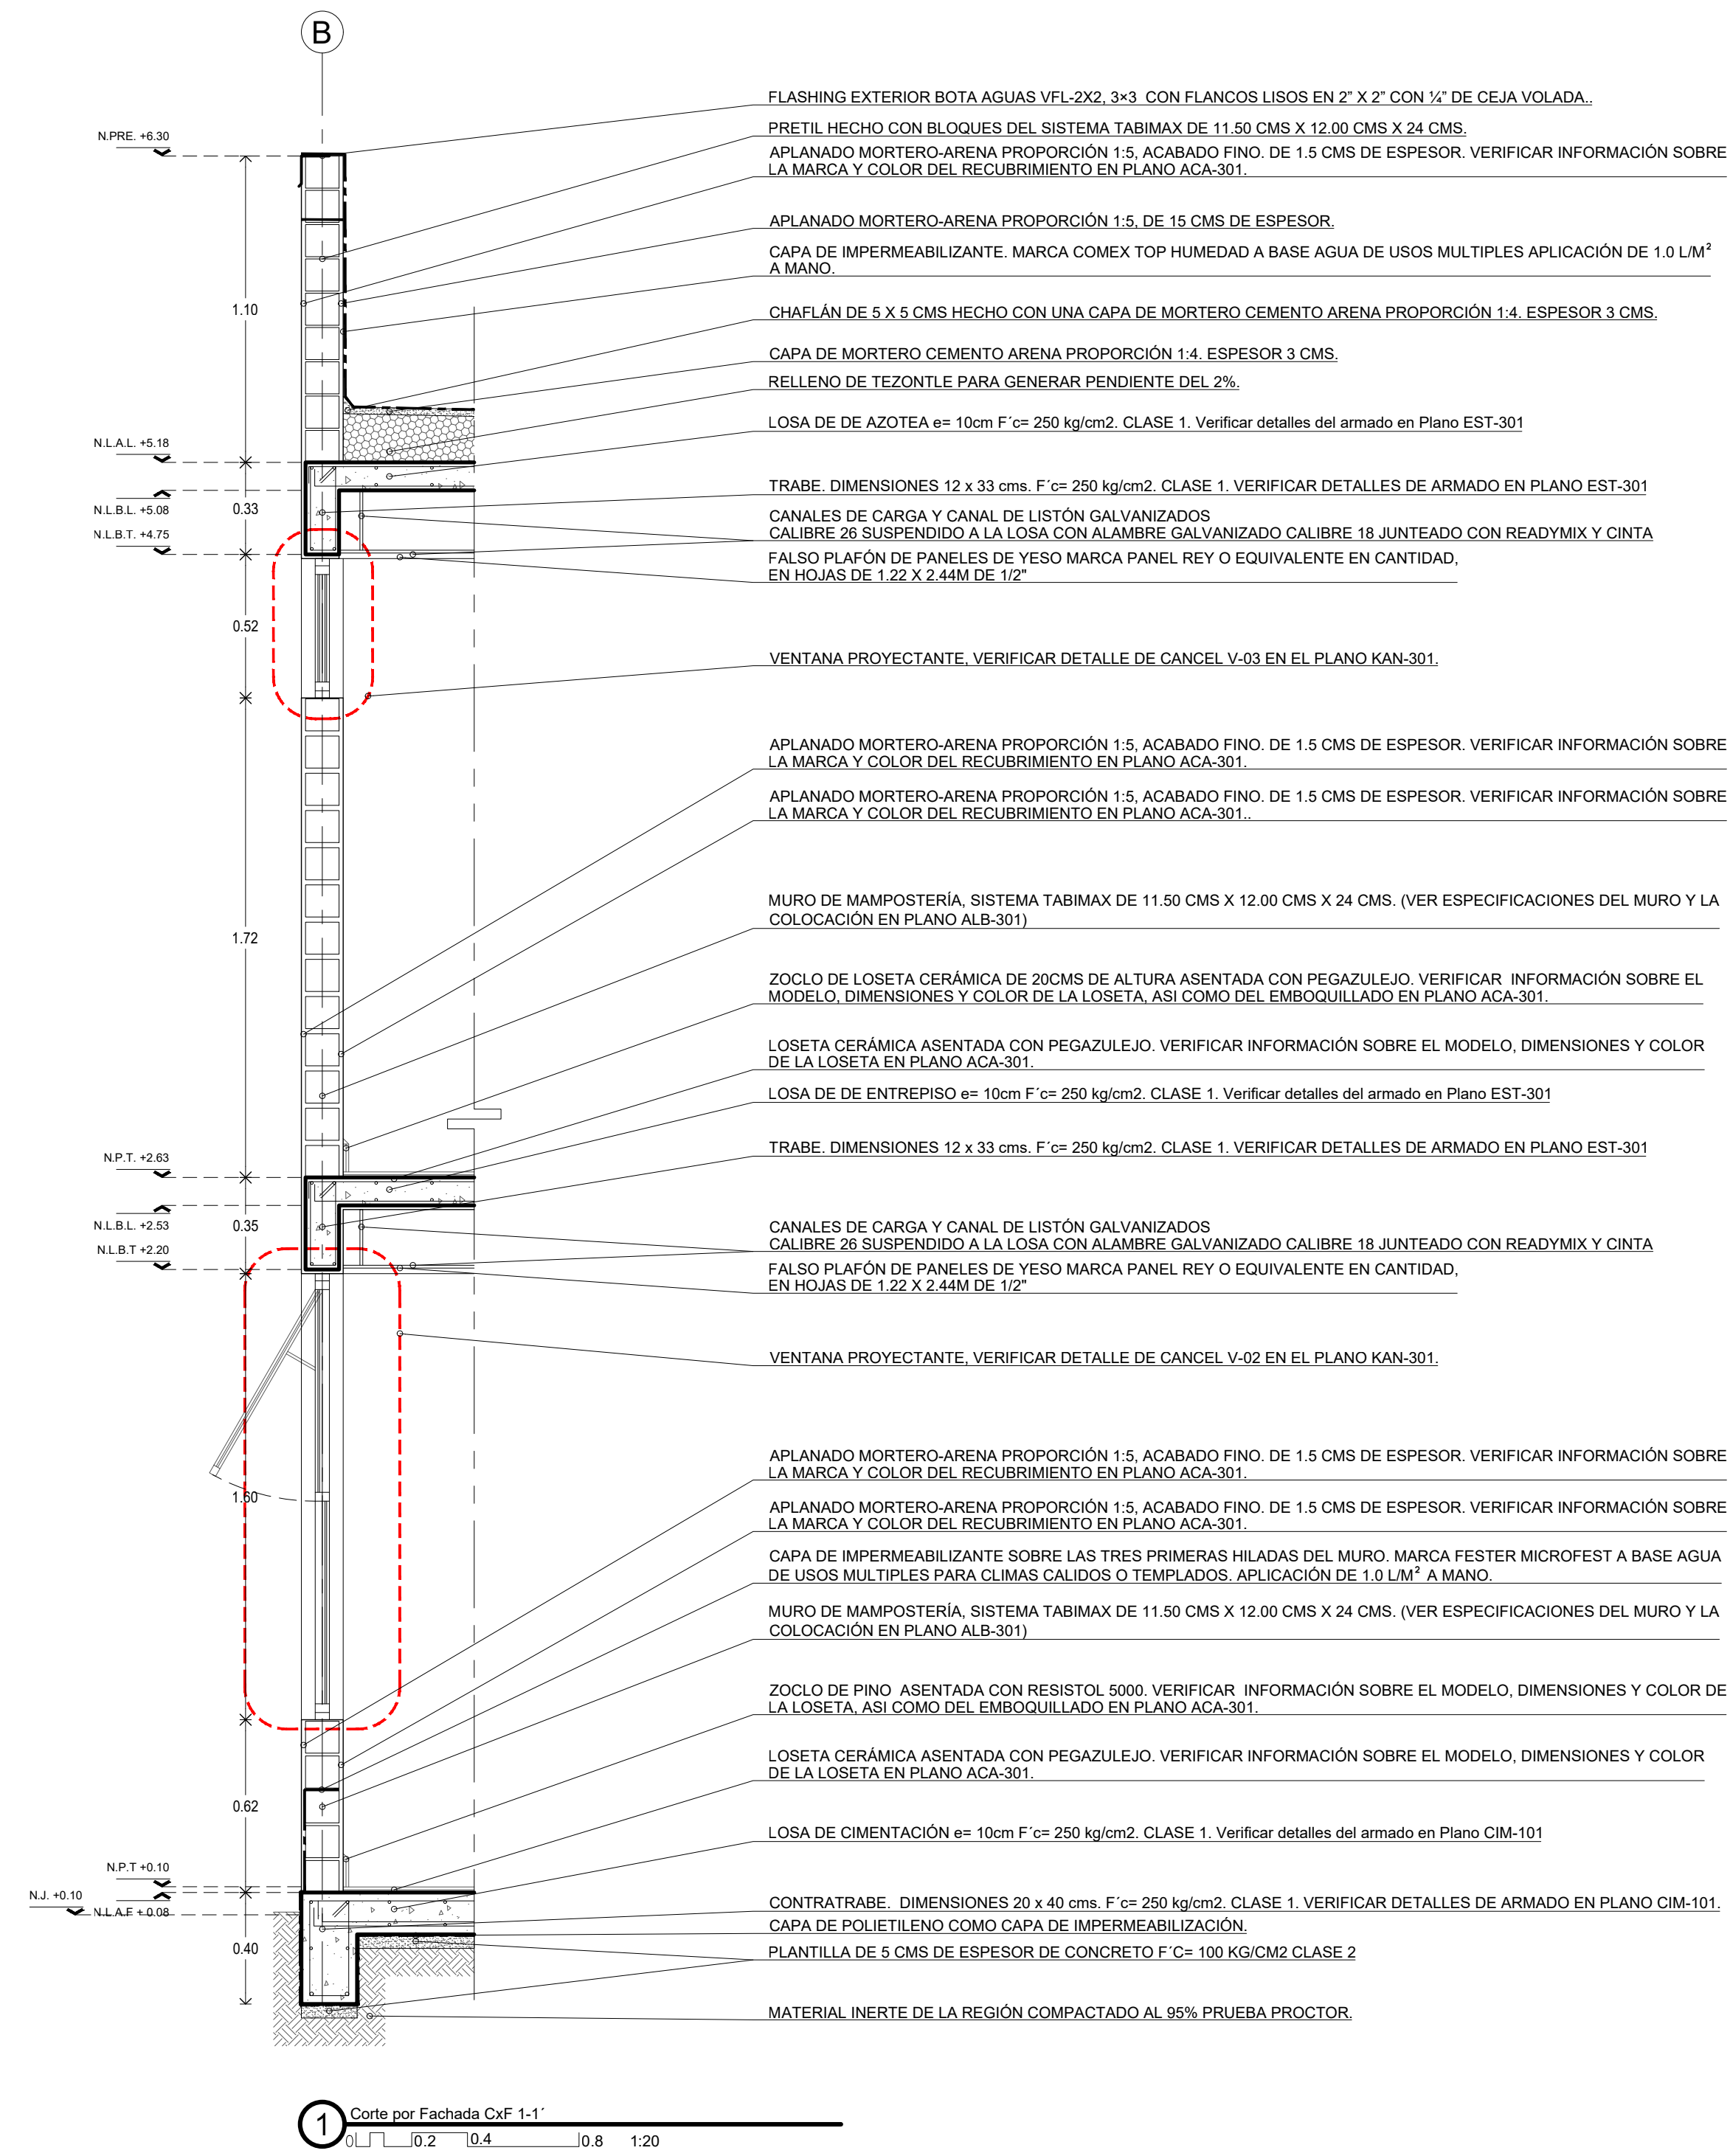 B
FLASHING EXTERIOR BOTA AGUAS VFL-2X2, 3×3 CON FLANCOS LISOS EN 2” X 2” CON ¼” DE CEJA VOLADA..
N.PRE. +6.30
PRETIL HECHO CON BLOQUES DEL SISTEMA TABIMAX DE 11.50 CMS X 12.00 CMS X 24 CMS.
APLANADO MORTERO-ARENA PROPORCIÓN 1:5, ACABADO FINO. DE 1.5 CMS DE ESPESOR. VERIFICAR INFORMACIÓN SOBRE
LA MARCA Y COLOR DEL RECUBRIMIENTO EN PLANO ACA-301.
APLANADO MORTERO-ARENA PROPORCIÓN 1:5, DE 15 CMS DE ESPESOR.
CAPA DE IMPERMEABILIZANTE. MARCA COMEX TOP HUMEDAD A BASE AGUA DE USOS MULTIPLES APLICACIÓN DE 1.0 L/M²
A MANO.
1.10
CHAFLÁN DE 5 X 5 CMS HECHO CON UNA CAPA DE MORTERO CEMENTO ARENA PROPORCIÓN 1:4. ESPESOR 3 CMS.
CAPA DE MORTERO CEMENTO ARENA PROPORCIÓN 1:4. ESPESOR 3 CMS.
RELLENO DE TEZONTLE PARA GENERAR PENDIENTE DEL 2%.
LOSA DE DE AZOTEA e= 10cm F´c= 250 kg/cm2. CLASE 1. Verificar detalles del armado en Plano EST-301
N.L.A.L. +5.18
TRABE. DIMENSIONES 12 x 33 cms. F´c= 250 kg/cm2. CLASE 1. VERIFICAR DETALLES DE ARMADO EN PLANO EST-301
N.L.B.L. +5.08
0.33
CANALES DE CARGA Y CANAL DE LISTÓN GALVANIZADOS
CALIBRE 26 SUSPENDIDO A LA LOSA CON ALAMBRE GALVANIZADO CALIBRE 18 JUNTEADO CON READYMIX Y CINTA
N.L.B.T. +4.75
FALSO PLAFÓN DE PANELES DE YESO MARCA PANEL REY O EQUIVALENTE EN CANTIDAD,
EN HOJAS DE 1.22 X 2.44M DE 1/2"
0.52
VENTANA PROYECTANTE, VERIFICAR DETALLE DE CANCEL V-03 EN EL PLANO KAN-301.
APLANADO MORTERO-ARENA PROPORCIÓN 1:5, ACABADO FINO. DE 1.5 CMS DE ESPESOR. VERIFICAR INFORMACIÓN SOBRE
LA MARCA Y COLOR DEL RECUBRIMIENTO EN PLANO ACA-301.
APLANADO MORTERO-ARENA PROPORCIÓN 1:5, ACABADO FINO. DE 1.5 CMS DE ESPESOR. VERIFICAR INFORMACIÓN SOBRE
LA MARCA Y COLOR DEL RECUBRIMIENTO EN PLANO ACA-301..
MURO DE MAMPOSTERÍA, SISTEMA TABIMAX DE 11.50 CMS X 12.00 CMS X 24 CMS. (VER ESPECIFICACIONES DEL MURO Y LA
COLOCACIÓN EN PLANO ALB-301)
1.72
ZOCLO DE LOSETA CERÁMICA DE 20CMS DE ALTURA ASENTADA CON PEGAZULEJO. VERIFICAR INFORMACIÓN SOBRE EL
MODELO, DIMENSIONES Y COLOR DE LA LOSETA, ASI COMO DEL EMBOQUILLADO EN PLANO ACA-301.
LOSETA CERÁMICA ASENTADA CON PEGAZULEJO. VERIFICAR INFORMACIÓN SOBRE EL MODELO, DIMENSIONES Y COLOR
DE LA LOSETA EN PLANO ACA-301.
LOSA DE DE ENTREPISO e= 10cm F´c= 250 kg/cm2. CLASE 1. Verificar detalles del armado en Plano EST-301
TRABE. DIMENSIONES 12 x 33 cms. F´c= 250 kg/cm2. CLASE 1. VERIFICAR DETALLES DE ARMADO EN PLANO EST-301
N.P.T. +2.63
N.L.B.L. +2.53
0.35
CANALES DE CARGA Y CANAL DE LISTÓN GALVANIZADOS
CALIBRE 26 SUSPENDIDO A LA LOSA CON ALAMBRE GALVANIZADO CALIBRE 18 JUNTEADO CON READYMIX Y CINTA
N.L.B.T +2.20
FALSO PLAFÓN DE PANELES DE YESO MARCA PANEL REY O EQUIVALENTE EN CANTIDAD,
EN HOJAS DE 1.22 X 2.44M DE 1/2"
VENTANA PROYECTANTE, VERIFICAR DETALLE DE CANCEL V-02 EN EL PLANO KAN-301.
APLANADO MORTERO-ARENA PROPORCIÓN 1:5, ACABADO FINO. DE 1.5 CMS DE ESPESOR. VERIFICAR INFORMACIÓN SOBRE
LA MARCA Y COLOR DEL RECUBRIMIENTO EN PLANO ACA-301.
1.60
APLANADO MORTERO-ARENA PROPORCIÓN 1:5, ACABADO FINO. DE 1.5 CMS DE ESPESOR. VERIFICAR INFORMACIÓN SOBRE
LA MARCA Y COLOR DEL RECUBRIMIENTO EN PLANO ACA-301.
CAPA DE IMPERMEABILIZANTE SOBRE LAS TRES PRIMERAS HILADAS DEL MURO. MARCA FESTER MICROFEST A BASE AGUA
DE USOS MULTIPLES PARA CLIMAS CALIDOS O TEMPLADOS. APLICACIÓN DE 1.0 L/M² A MANO.
MURO DE MAMPOSTERÍA, SISTEMA TABIMAX DE 11.50 CMS X 12.00 CMS X 24 CMS. (VER ESPECIFICACIONES DEL MURO Y LA
COLOCACIÓN EN PLANO ALB-301)
ZOCLO DE PINO ASENTADA CON RESISTOL 5000. VERIFICAR INFORMACIÓN SOBRE EL MODELO, DIMENSIONES Y COLOR DE
LA LOSETA, ASI COMO DEL EMBOQUILLADO EN PLANO ACA-301.
LOSETA CERÁMICA ASENTADA CON PEGAZULEJO. VERIFICAR INFORMACIÓN SOBRE EL MODELO, DIMENSIONES Y COLOR
DE LA LOSETA EN PLANO ACA-301.
0.62
LOSA DE CIMENTACIÓN e= 10cm F´c= 250 kg/cm2. CLASE 1. Verificar detalles del armado en Plano CIM-101
N.P.T +0.10
N.J. +0.10
CONTRATRABE. DIMENSIONES 20 x 40 cms. F´c= 250 kg/cm2. CLASE 1. VERIFICAR DETALLES DE ARMADO EN PLANO CIM-101.
N.L.A.F + 0.08
CAPA DE POLIETILENO COMO CAPA DE IMPERMEABILIZACIÓN.
0.40
PLANTILLA DE 5 CMS DE ESPESOR DE CONCRETO F´C= 100 KG/CM2 CLASE 2
MATERIAL INERTE DE LA REGIÓN COMPACTADO AL 95% PRUEBA PROCTOR.
1
Corte por Fachada CxF 1-1´
0 0.2 0.4 0.8 1:20